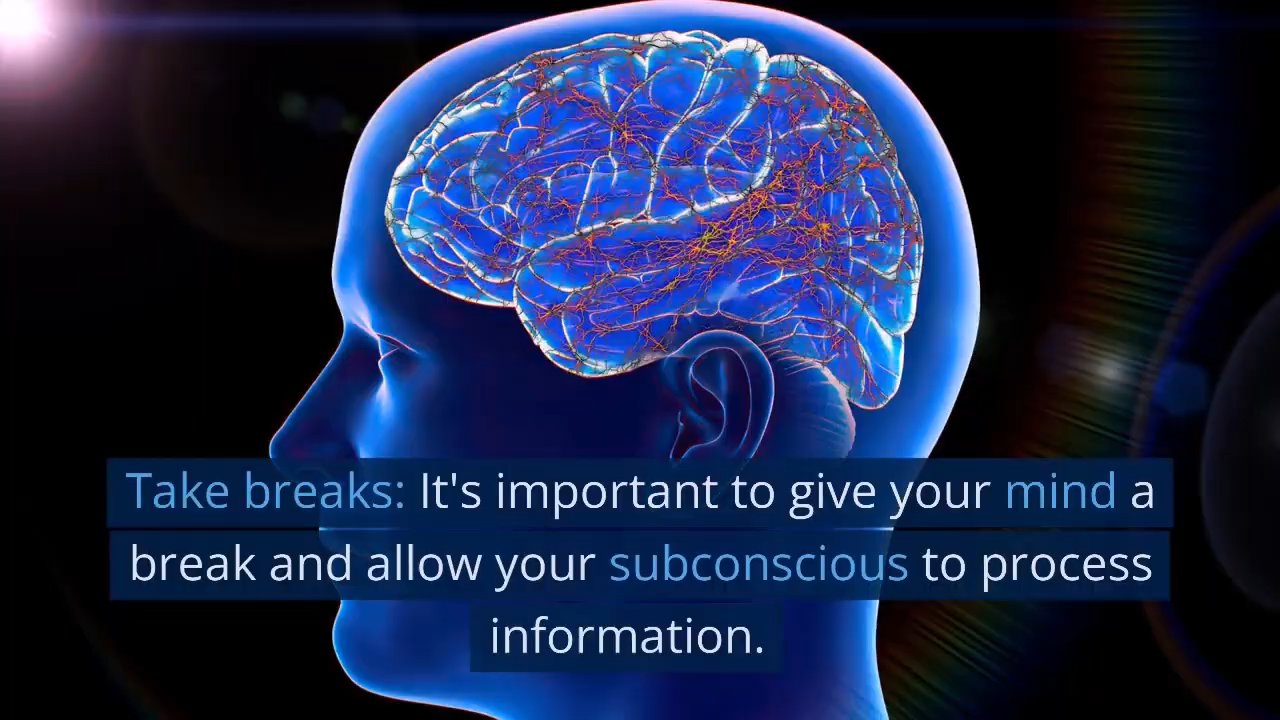 Take breaks: It's important to give your mind a
break and allow your subconscious to process
information.